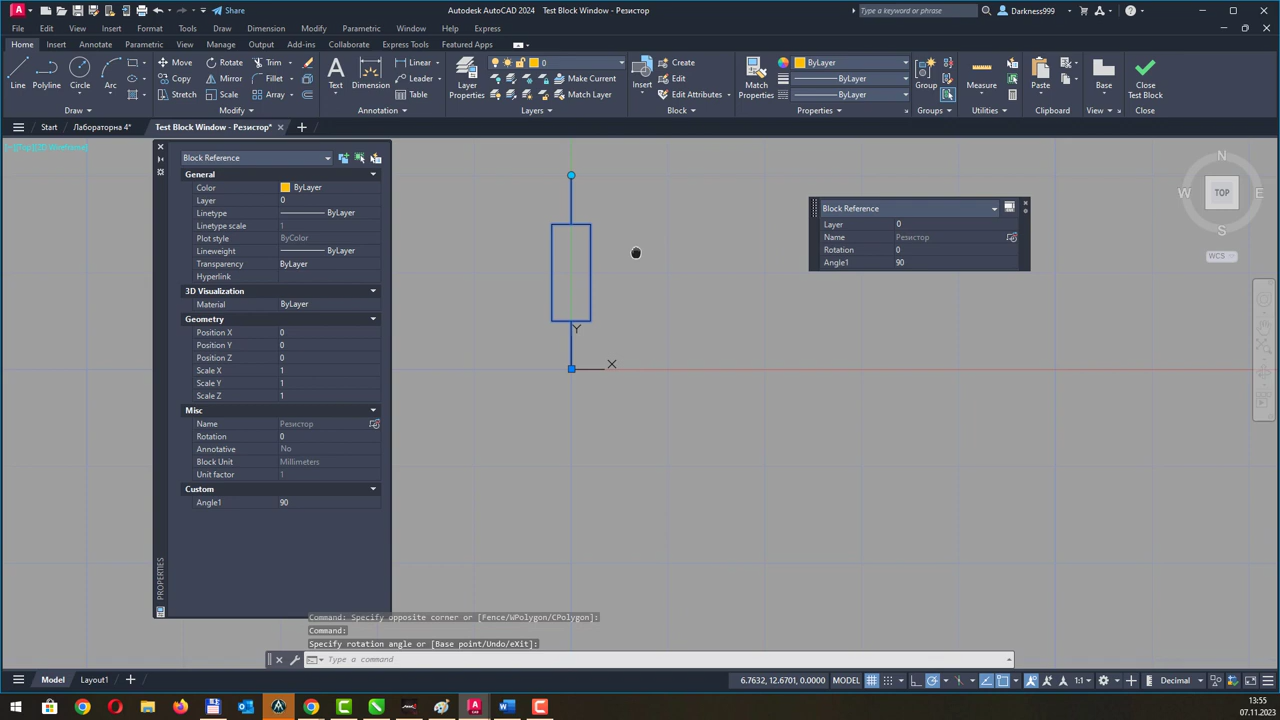 Share
Autodesk AutoCAD 2024 Test Block Window - Резистор
Type a keyword or phrase
Darkness999
File Edit View Insert Format Tools Draw Dimension Modify Parametric Window Help Express
Home Insert Annotate Parametric View Manage Output Add-ins Collaborate Express Tools Featured Apps
Line Polyline Circle Arc
Move Rotate Trim
Copy Mirror Fillet
Stretch Scale Array
Text Dimension
Linear
Leader
Table
Layer Properties
0
Make Current
Match Layer
Insert
Create
Edit
Edit Attributes
Match Properties
ByLayer
ByLayer
ByLayer
Group
Measure
Paste
Base
Close Test Block
Draw Modify Annotation Layers Block Properties Groups Utilities Clipboard View Close
Start Лабораторна 4* Test Block Window - Резистор*
[–][Top][2D Wireframe]
Block Reference
General
Color ByLayer
Layer 0
Linetype ByLayer
Linetype scale 1
Plot style ByColor
Lineweight ByLayer
Transparency ByLayer
Hyperlink
3D Visualization
Material ByLayer
Geometry
Position X 0
Position Y 0
Position Z 0
Scale X 1
Scale Y 1
Scale Z 1
Misc
Name Резистор
Rotation 0
Annotative No
Block Unit Millimeters
Unit factor 1
Custom
Angle1 90
PROPERTIES
Y
X
Block Reference
Layer 0
Name Резистор
Rotation 0
Angle1 90
N
W TOP E
S
WCS
Command: Specify opposite corner or [Fence/WPolygon/CPolygon]:
Command:
Specify rotation angle or [Base point/Undo/eXit]:
Type a command
Model Layout1
6.7632, 12.6701, 0.0000 MODEL 1:1 Decimal
13:55
07.11.2023